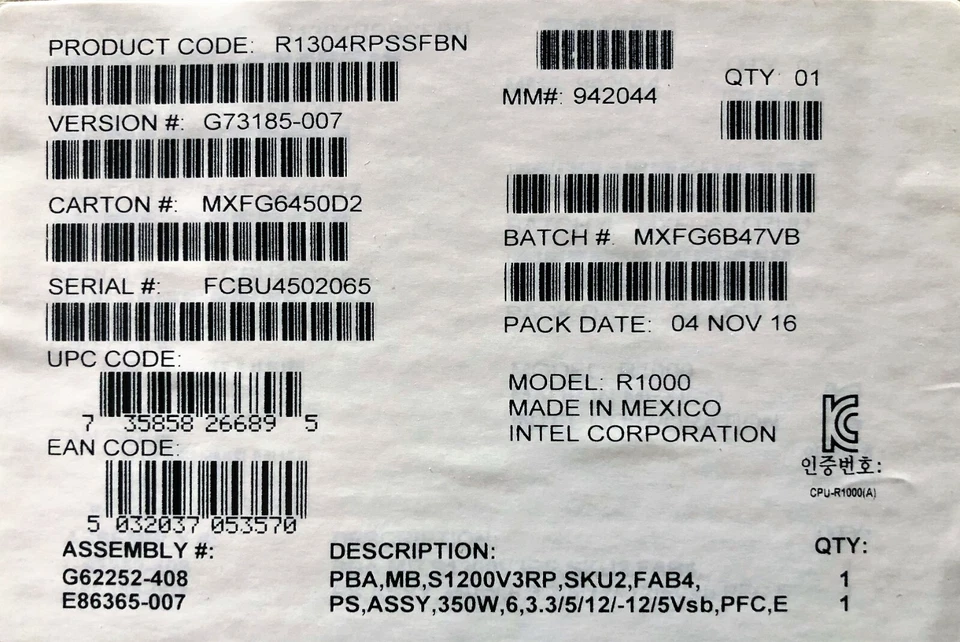 PRODUCT CODE: R1304RPSSFBN
VERSION #: G73185-007
CARTON #: MXFG6450D2
SERIAL #: FCBU4502065
UPC CODE:
7 35858 26689 5
EAN CODE:
5 032037 053570
MM#: 942044
QTY 01
BATCH #. MXFG6B47VB
PACK DATE: 04 NOV 16
MODEL: R1000
MADE IN MEXICO
INTEL CORPORATION
KC
인증번호:
CPU-R1000(A)
ASSEMBLY #: DESCRIPTION: QTY:
G62252-408 PBA,MB,S1200V3RP,SKU2,FAB4, 1
E86365-007 PS,ASSY,350W,6,3.3/5/12/-12/5Vsb,PFC,E 1